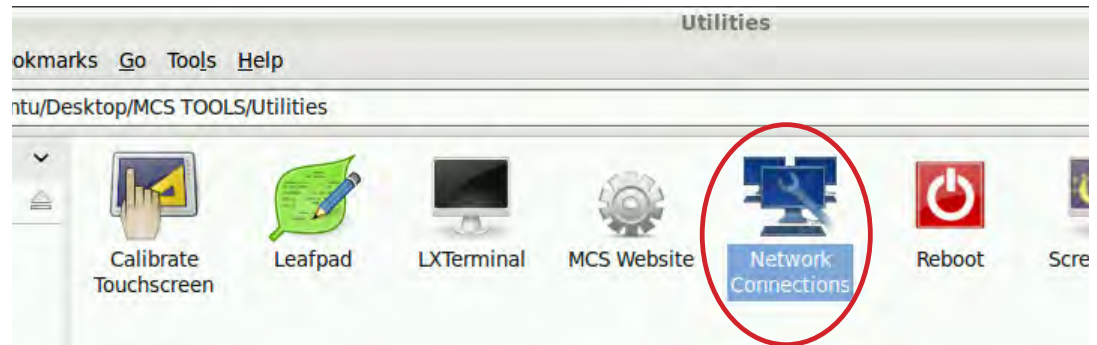 Utilities
okmarks Go Tools Help
ntu/Desktop/MCS TOOLS/Utilities
Calibrate Touchscreen
Leafpad
LXTerminal
MCS Website
Network Connections
Reboot
Scre